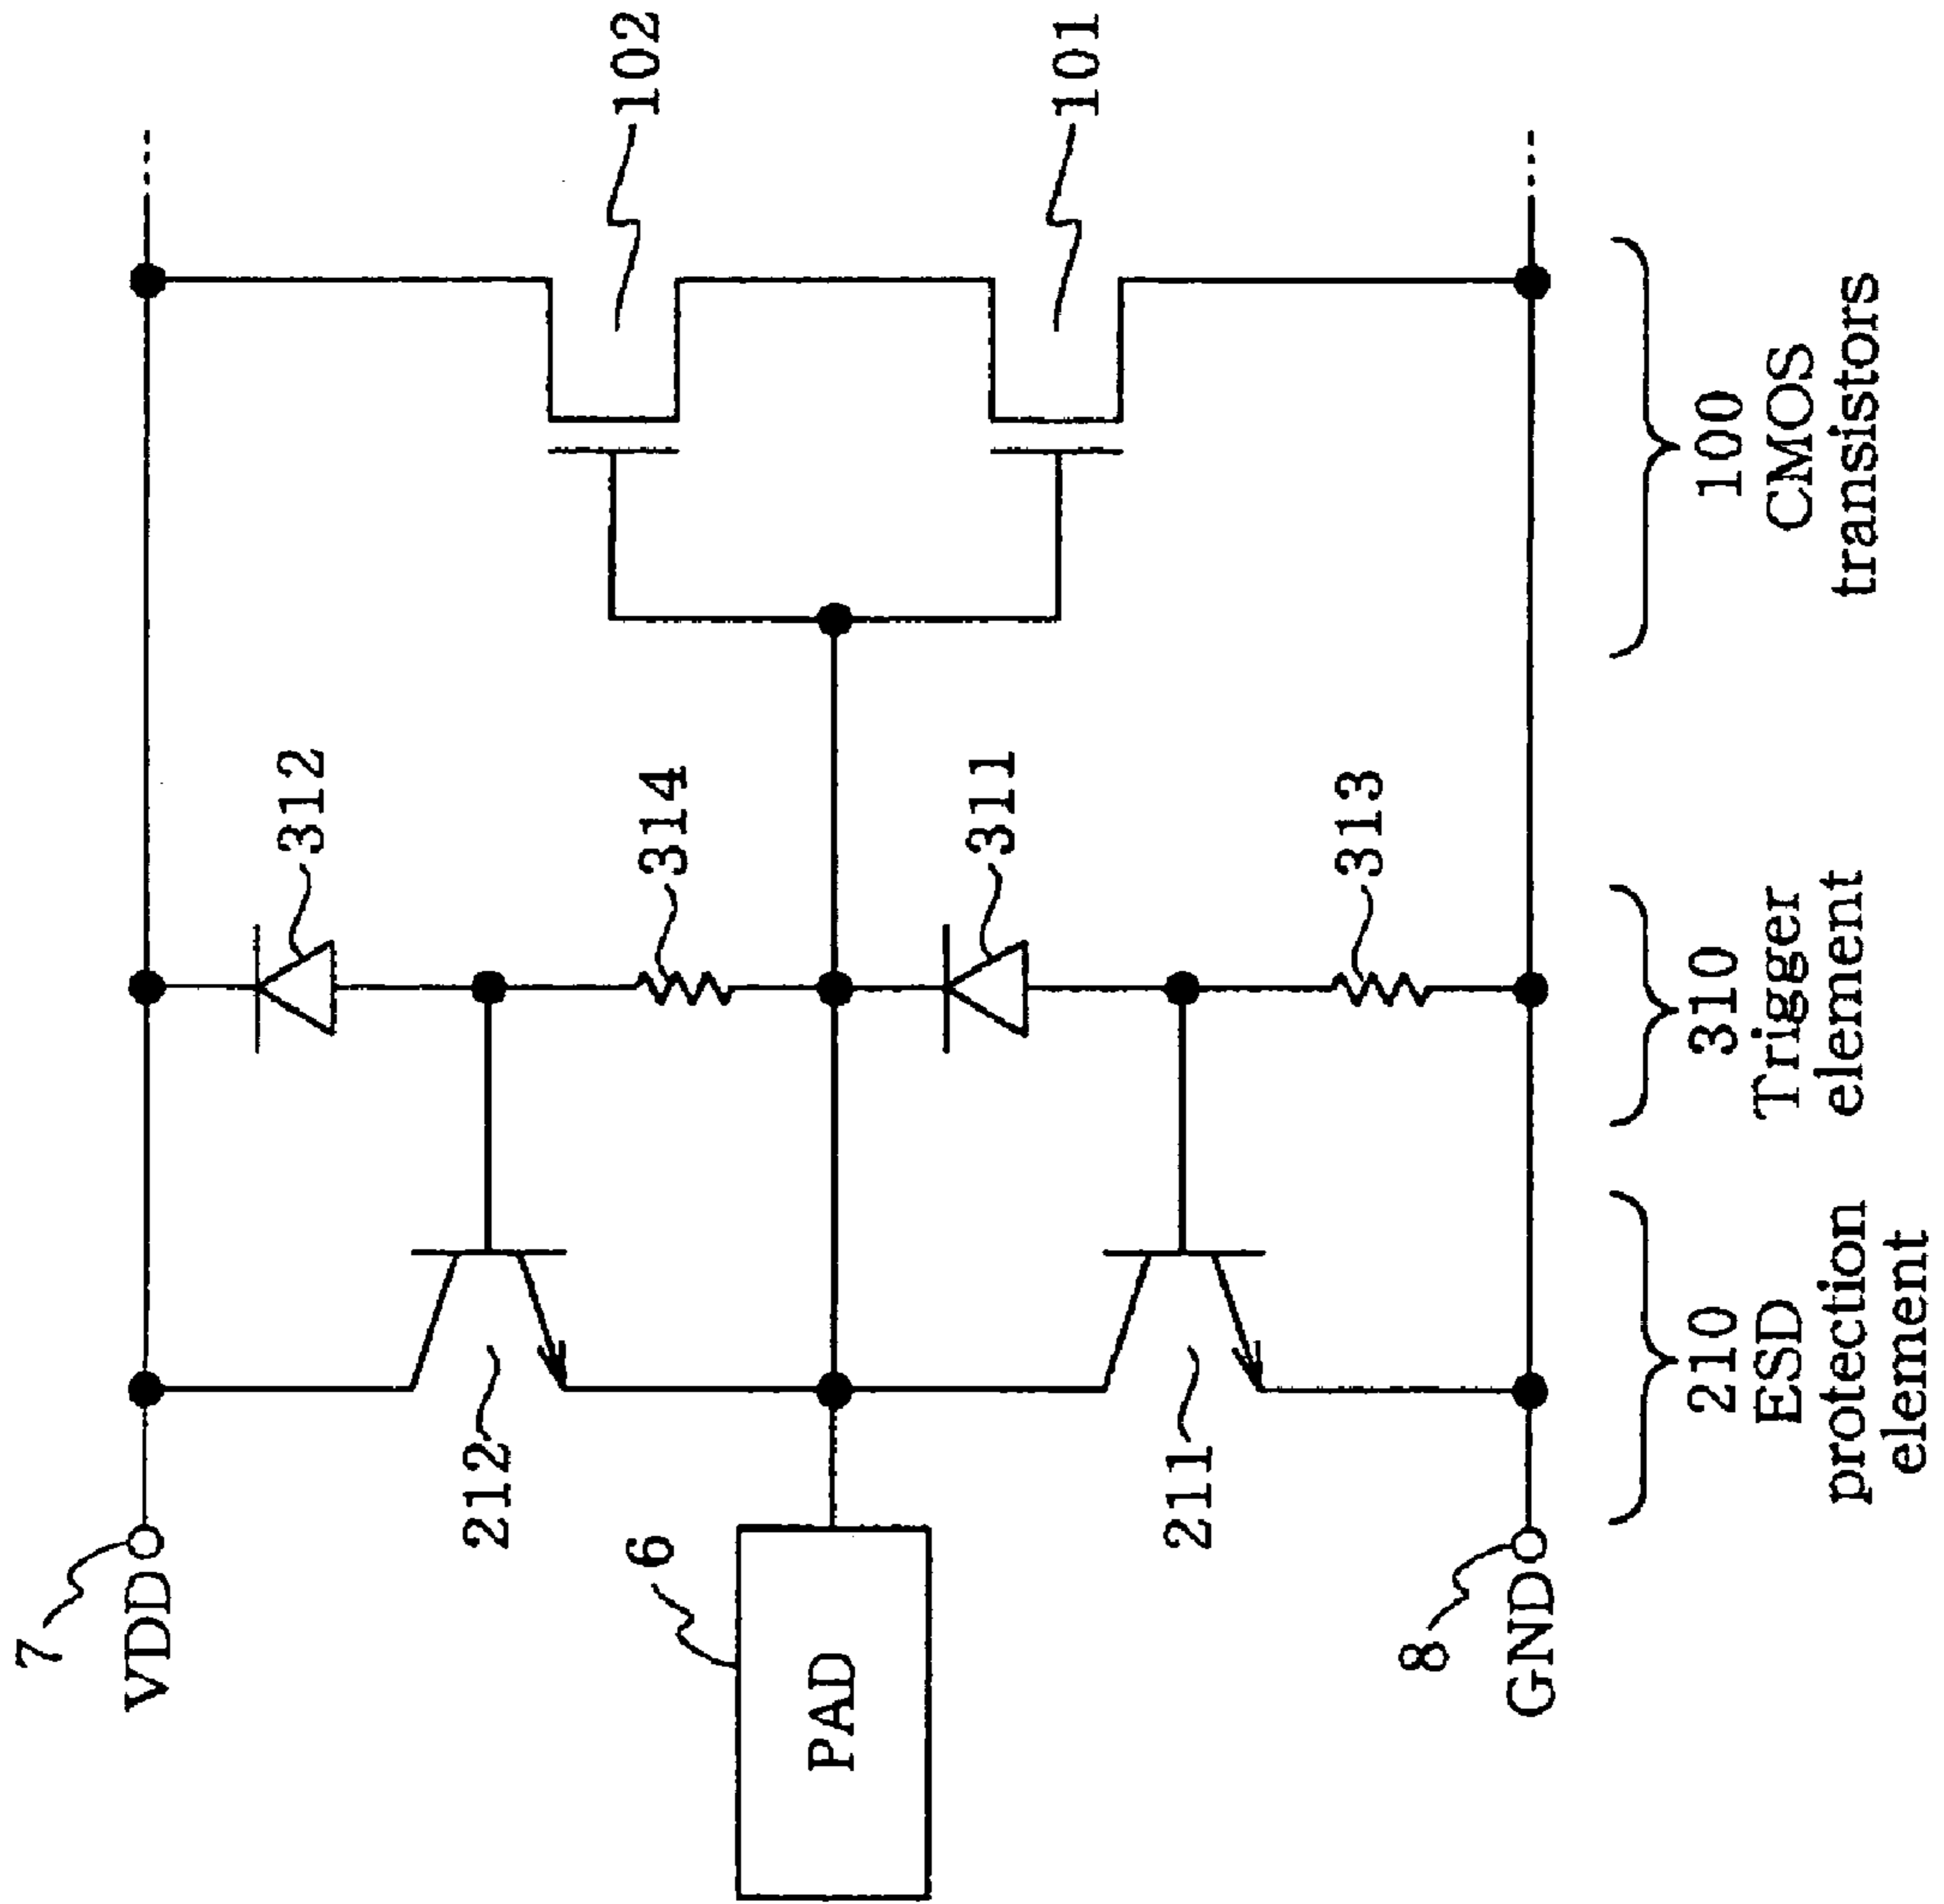 7
VDD
6
PAD
8
GND
212
211
312
314
311
313
102
101
210
ESD
protection
element
310
Trigger
element
100
CMOS
transistors